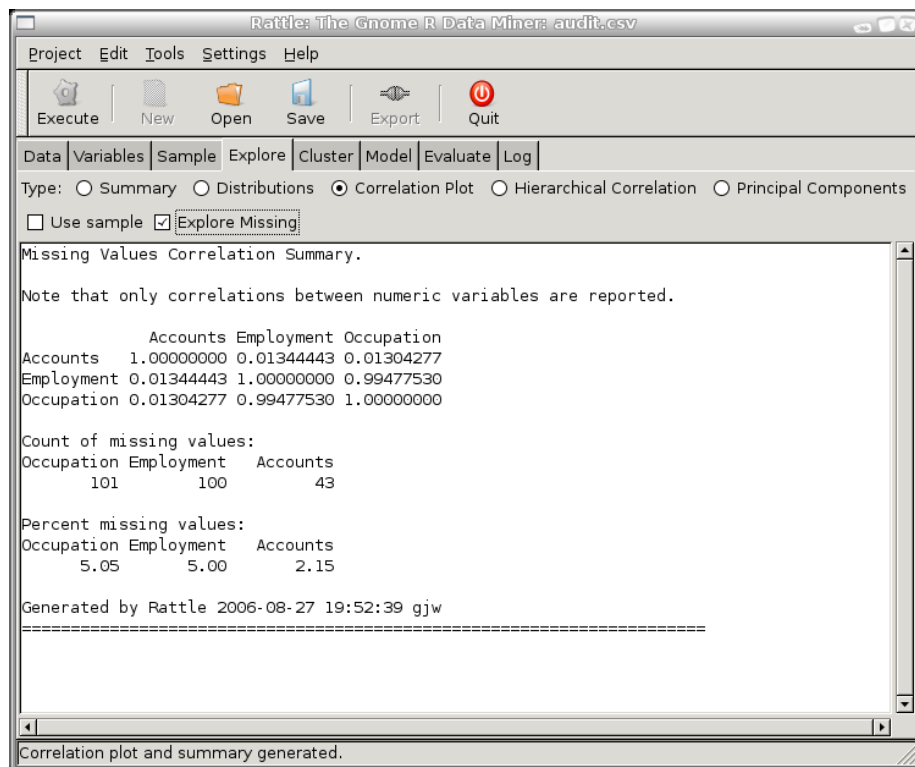 Rattle: The Gnome R Data Miner: audit.csv
Project Edit Tools Settings Help
Execute New Open Save Export Quit
Data Variables Sample Explore Cluster Model Evaluate Log
Type: Summary Distributions Correlation Plot Hierarchical Correlation Principal Components
Use sample Explore Missing
Missing Values Correlation Summary.
Note that only correlations between numeric variables are reported.
Accounts Employment Occupation
Accounts 1.00000000 0.01344443 0.01304277
Employment 0.01344443 1.00000000 0.99477530
Occupation 0.01304277 0.99477530 1.00000000
Count of missing values:
Occupation Employment Accounts
101 100 43
Percent missing values:
Occupation Employment Accounts
5.05 5.00 2.15
Generated by Rattle 2006-08-27 19:52:39 gjw
======================================================================
Correlation plot and summary generated.